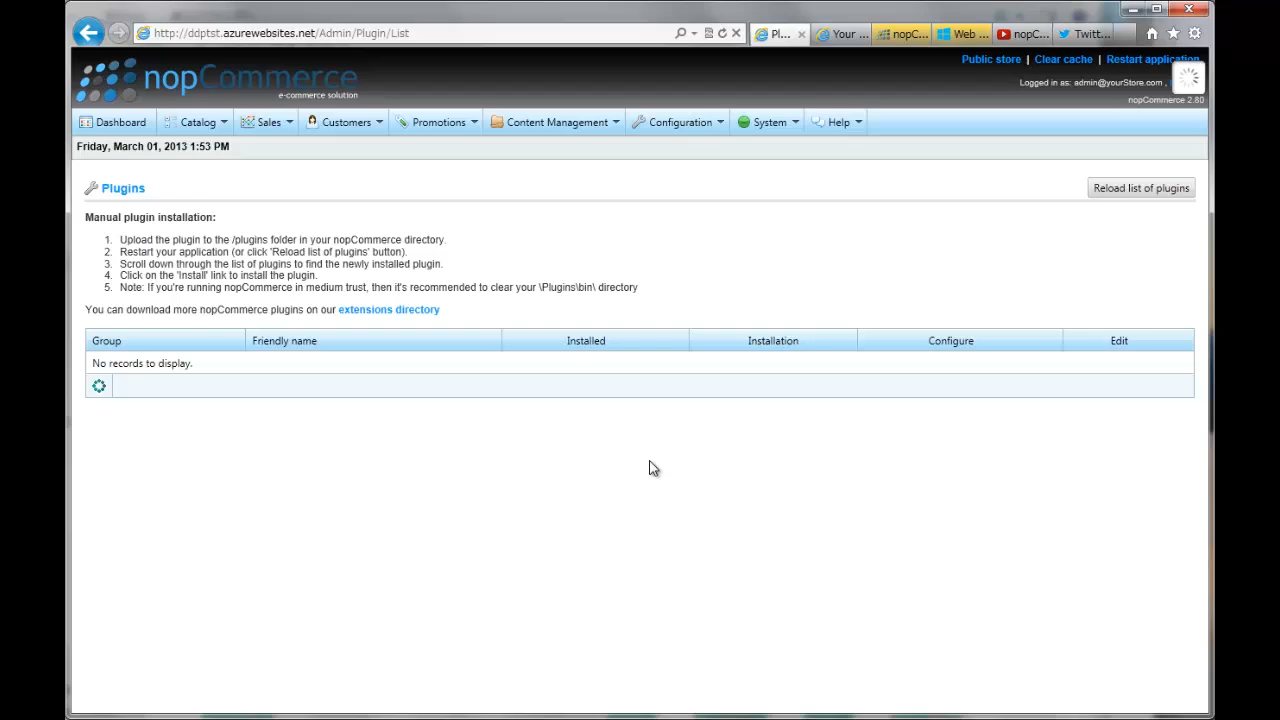 http://ddptst.azurewebsites.net/Admin/Plugin/List
Pl...
Your ...
nopC...
Web ...
nopC...
Twitt...
nopCommerce
e-commerce solution
Public store | Clear cache | Restart application
Logged in as: admin@yourStore.com ,
nopCommerce 2.80
Dashboard Catalog Sales Customers Promotions Content Management Configuration System Help
Friday, March 01, 2013 1:53 PM
Plugins
Reload list of plugins
Manual plugin installation:
1. Upload the plugin to the /plugins folder in your nopCommerce directory.
2. Restart your application (or click 'Reload list of plugins' button).
3. Scroll down through the list of plugins to find the newly installed plugin.
4. Click on the 'Install' link to install the plugin.
5. Note: If you're running nopCommerce in medium trust, then it's recommended to clear your \Plugins\bin\ directory
You can download more nopCommerce plugins on our extensions directory
Group Friendly name Installed Installation Configure Edit
No records to display.